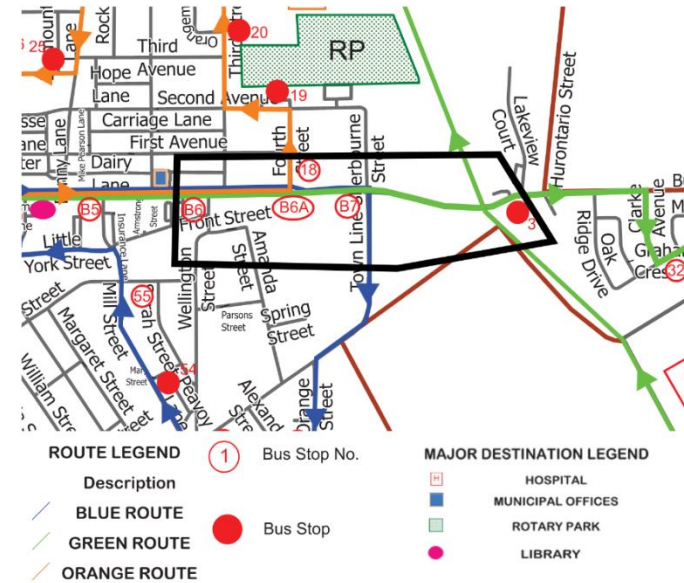 Third
Hope Avenue
Lane
Second Avenue
Carriage Lane
First Avenue
Dairy
Lane
Mike Pearson Lane
Rock
Lane
25
20
19
RP
Fourth
Street
18
Sherbourne
Street
Town Line
Lakeview
Court
Hurontario Street
3
B5
B6
B6A
B7
Front Street
Armstrong
Street
Insurance Lane
Little
York Street
Street
Wellington
Street
Amanda
Street
Parsons
Street
Spring
Street
55
54
Mill Street
Sarah Street
Peavoy
Lane
Margaret Street
William
Street
Orange
Street
Clarke
Avenue
Oak
Ridge Drive
Graham
Cres
32
ROUTE LEGEND
Description
BLUE ROUTE
GREEN ROUTE
ORANGE ROUTE
1 Bus Stop No.
Bus Stop
MAJOR DESTINATION LEGEND
H HOSPITAL
MUNICIPAL OFFICES
ROTARY PARK
LIBRARY